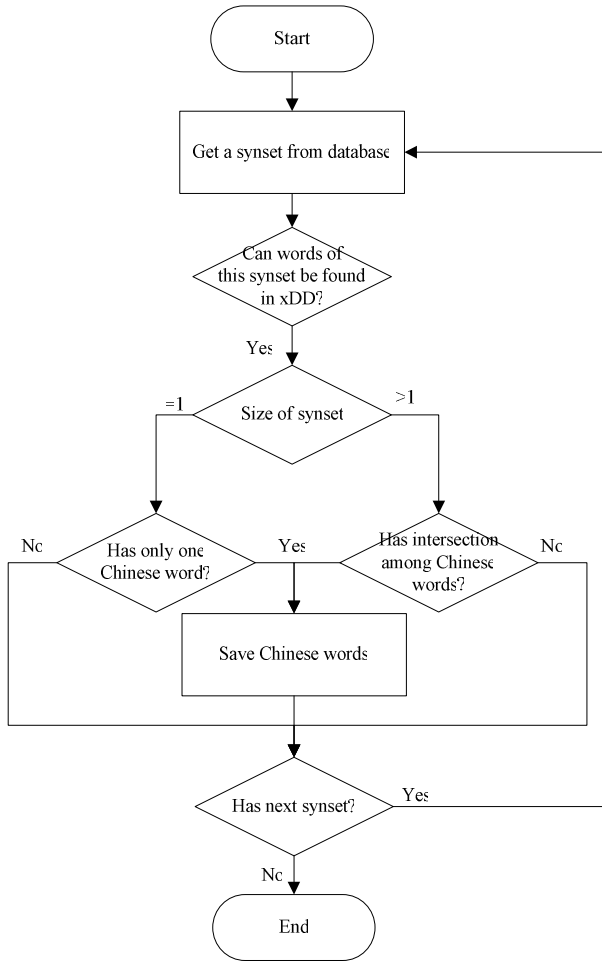 Start
Get a synset from database
Can words of
this synset be found
in xDD?
Yes
=1
Size of synset
>1
No
Has only one
Chinese word?
Yes
Has intersection
among Chinese
words?
No
Save Chinese words
Has next synset?
Yes
No
End